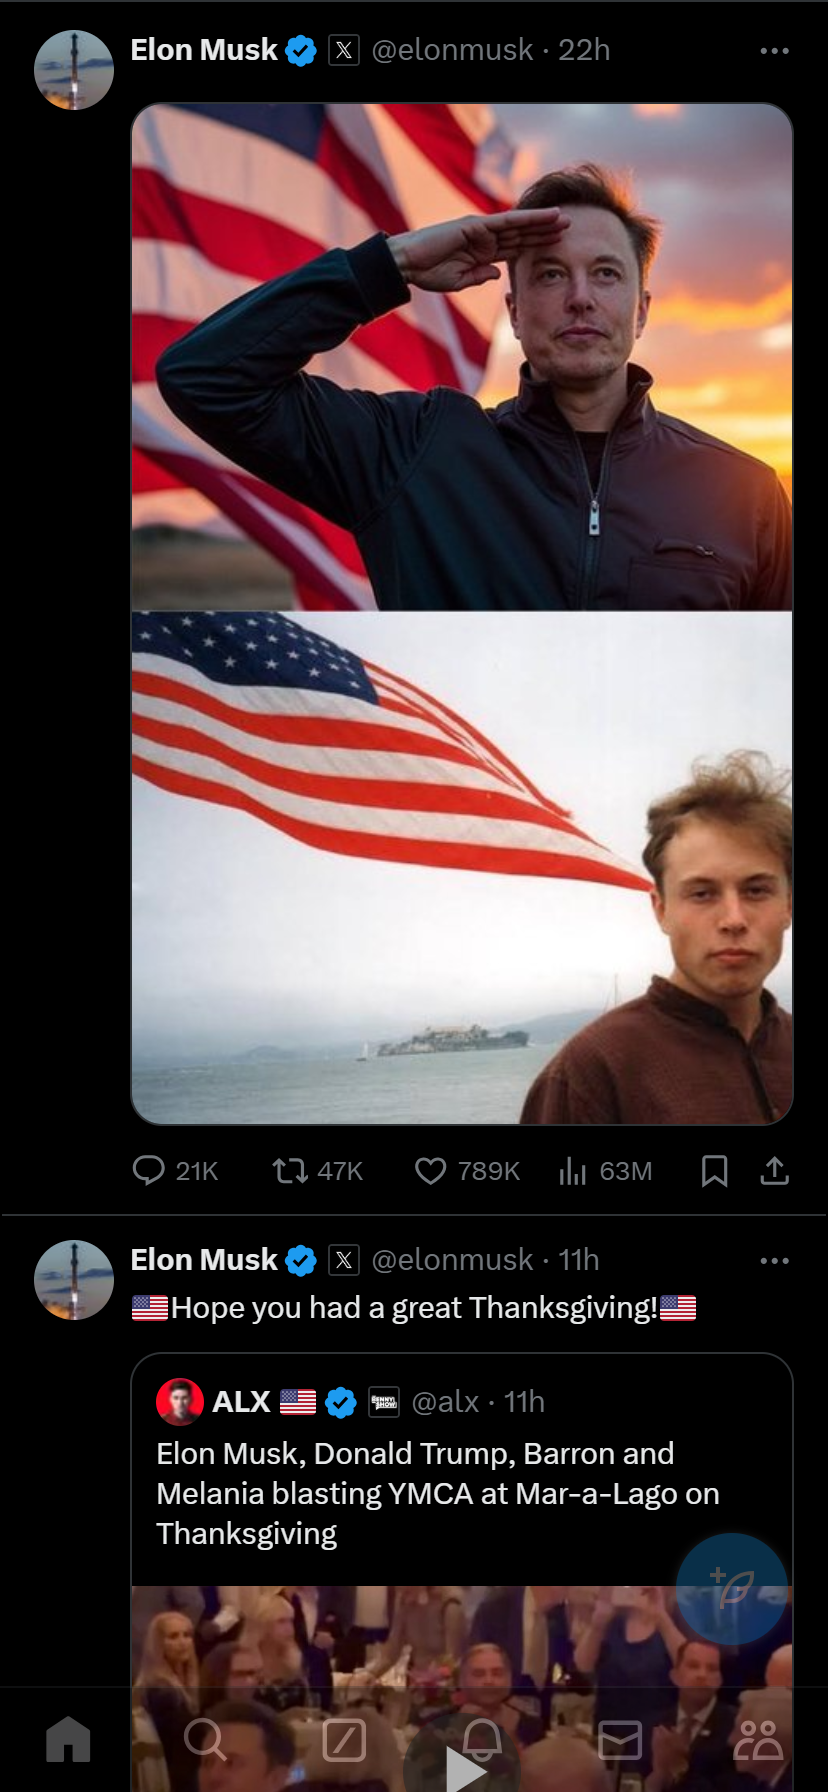 Elon Musk 𝕏 @elonmusk · 22h
21K 47K 789K 63M
Elon Musk 𝕏 @elonmusk · 11h
🇺🇸Hope you had a great Thanksgiving!🇺🇸
ALX 🇺🇸 @alx · 11h
Elon Musk, Donald Trump, Barron and
Melania blasting YMCA at Mar-a-Lago on
Thanksgiving